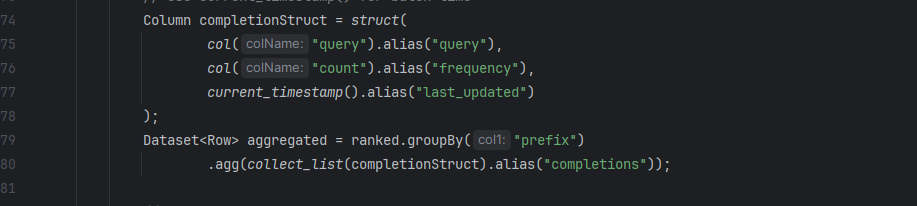 74 Column completionStruct = struct(
75 col( colName: "query").alias("query"),
76 col( colName: "count").alias("frequency"),
77 current_timestamp().alias("last_updated")
78 );
79 Dataset<Row> aggregated = ranked.groupBy( col1: "prefix")
80 .agg(collect_list(completionStruct).alias("completions"));
81